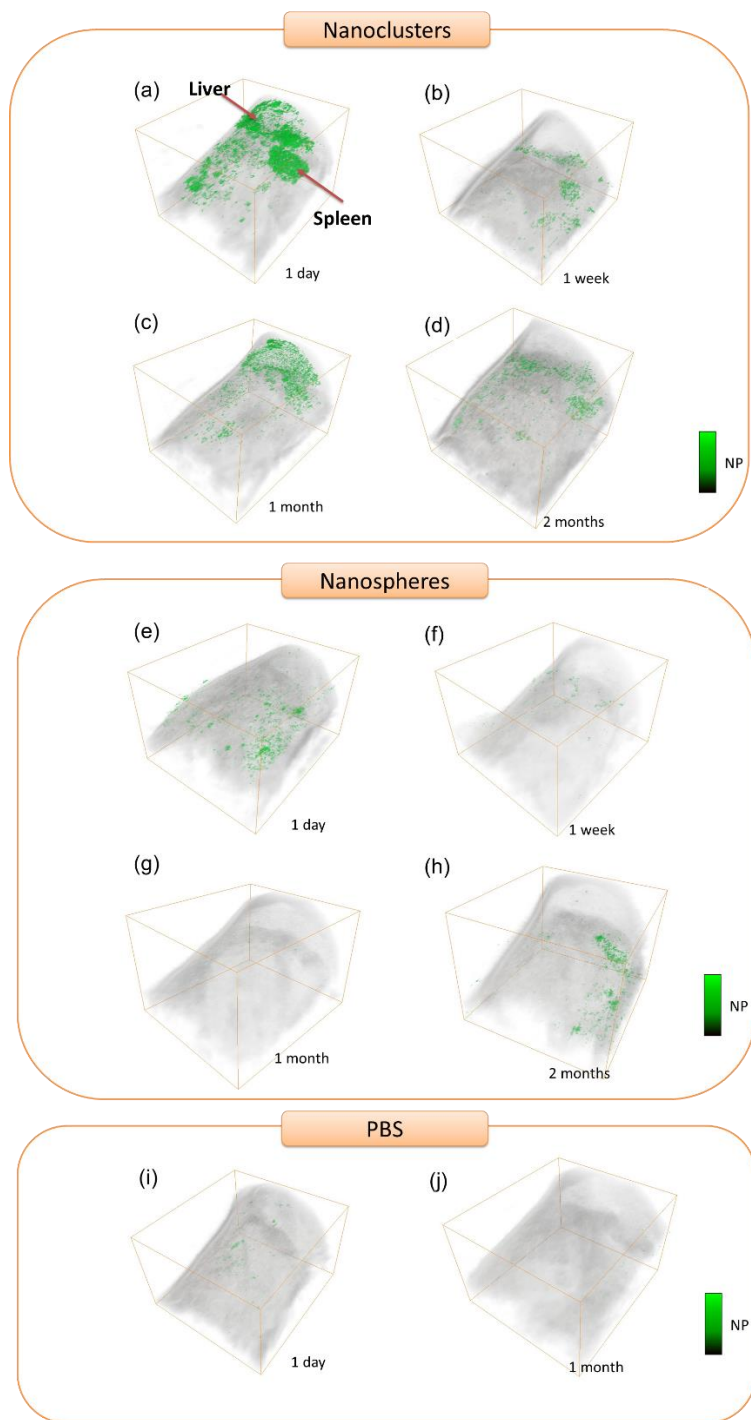 Nanoclusters
(a)
Liver
Spleen
1 day
(b)
1 week
(c)
1 month
(d)
2 months
NP
Nanospheres
(e)
1 day
(f)
1 week
(g)
1 month
(h)
2 months
NP
PBS
(i)
1 day
(j)
1 month
NP